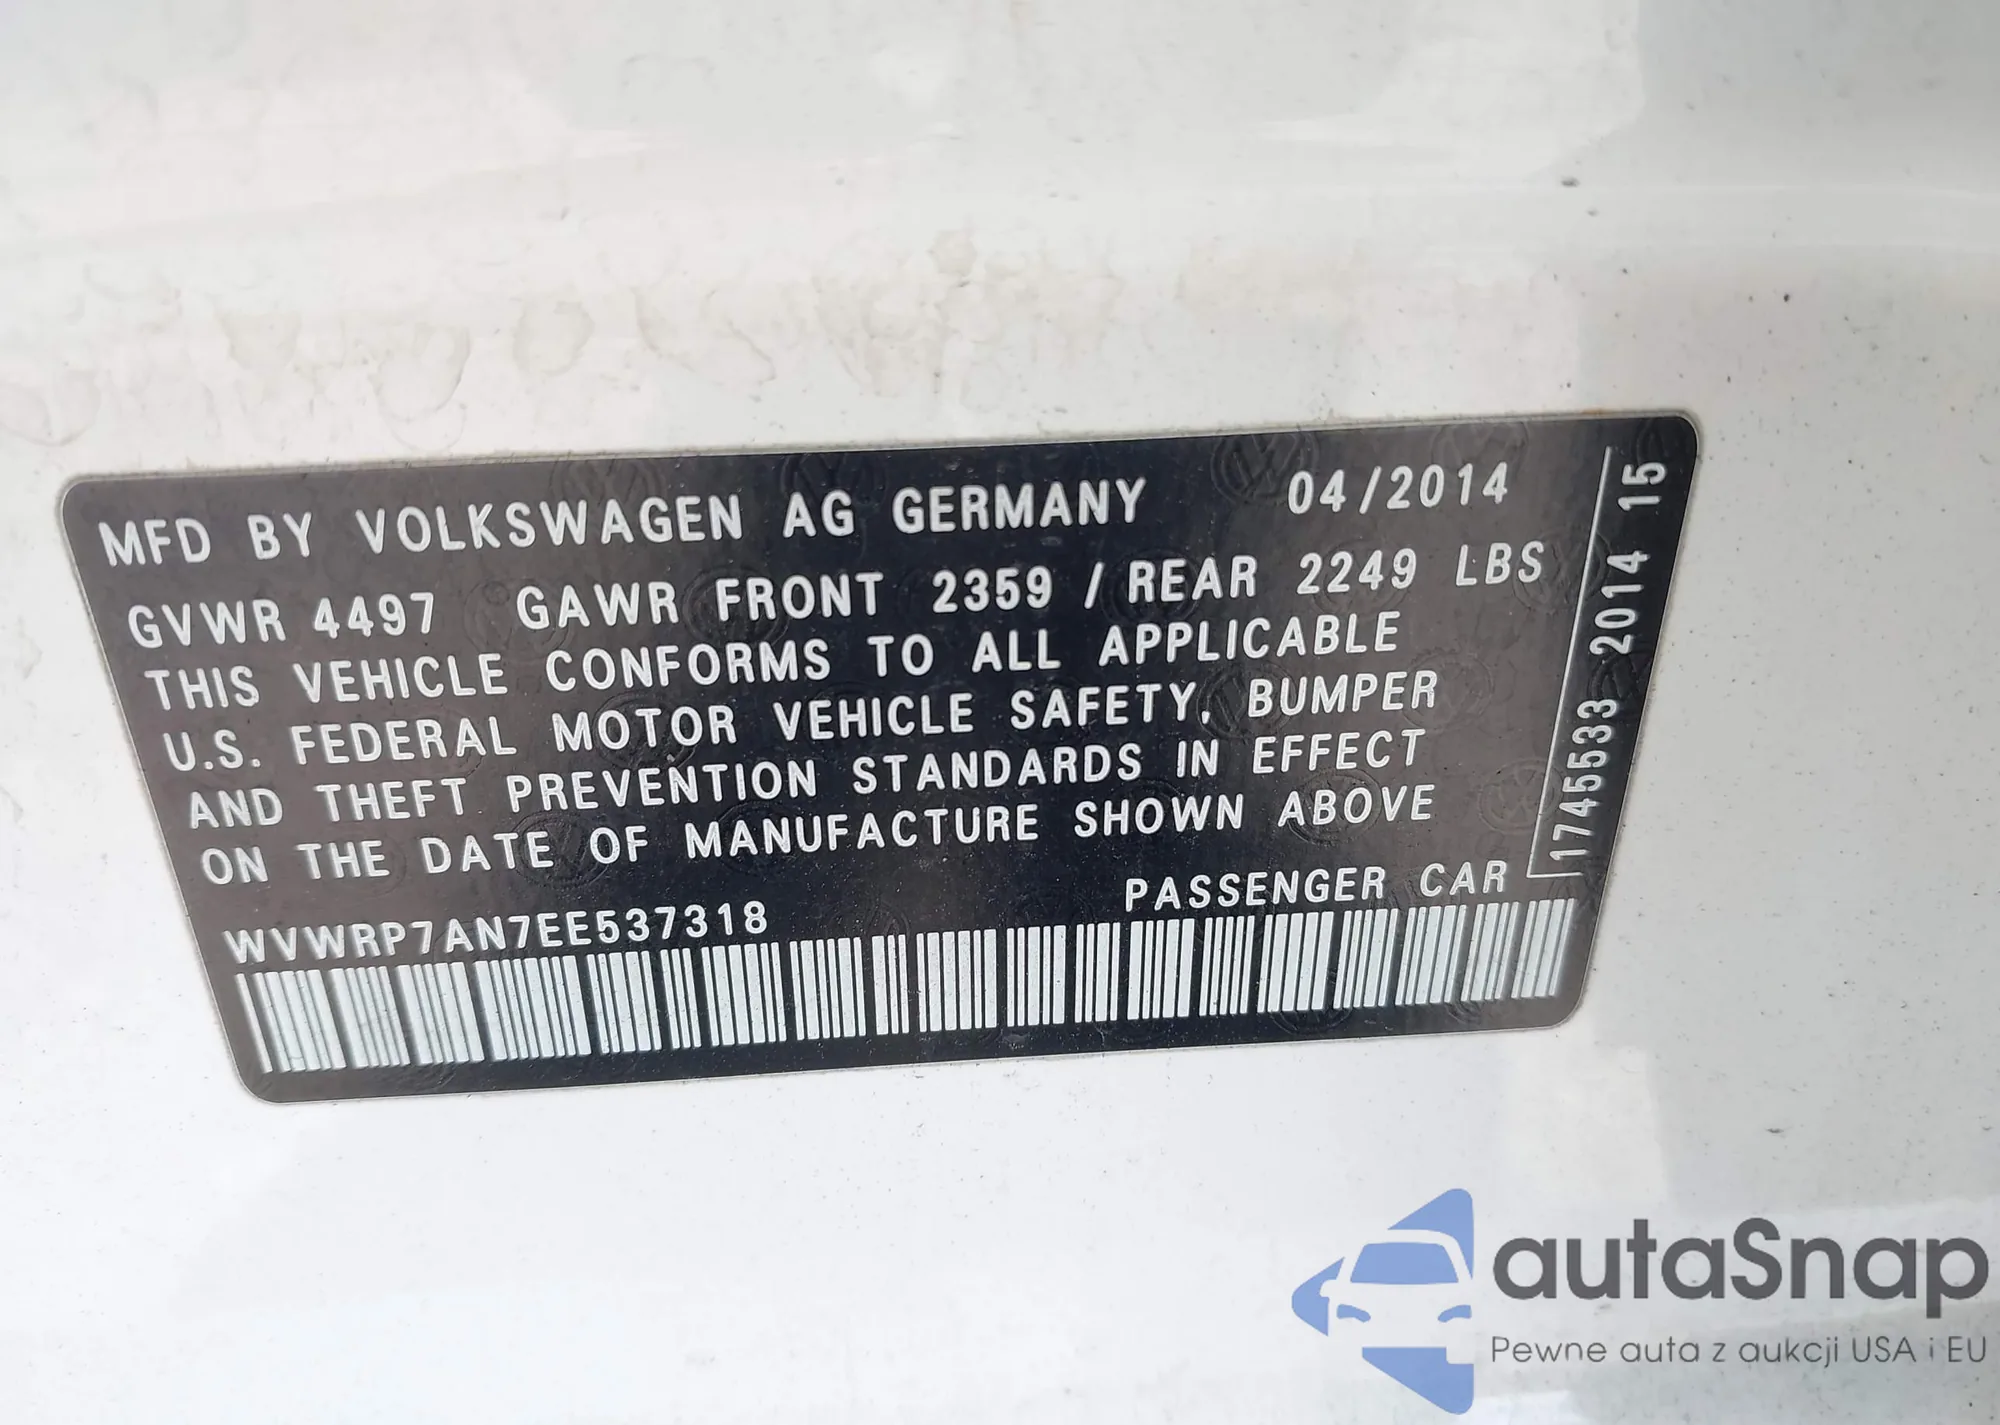 MFD BY VOLKSWAGEN AG GERMANY 04/2014
GVWR 4497 GAWR FRONT 2359 / REAR 2249 LBS
THIS VEHICLE CONFORMS TO ALL APPLICABLE
U.S. FEDERAL MOTOR VEHICLE SAFETY, BUMPER
AND THEFT PREVENTION STANDARDS IN EFFECT
ON THE DATE OF MANUFACTURE SHOWN ABOVE
WVWRP7AN7EE537318 PASSENGER CAR
1745533 2014 15
autaSnap
Pewne auta z aukcji USA i EU